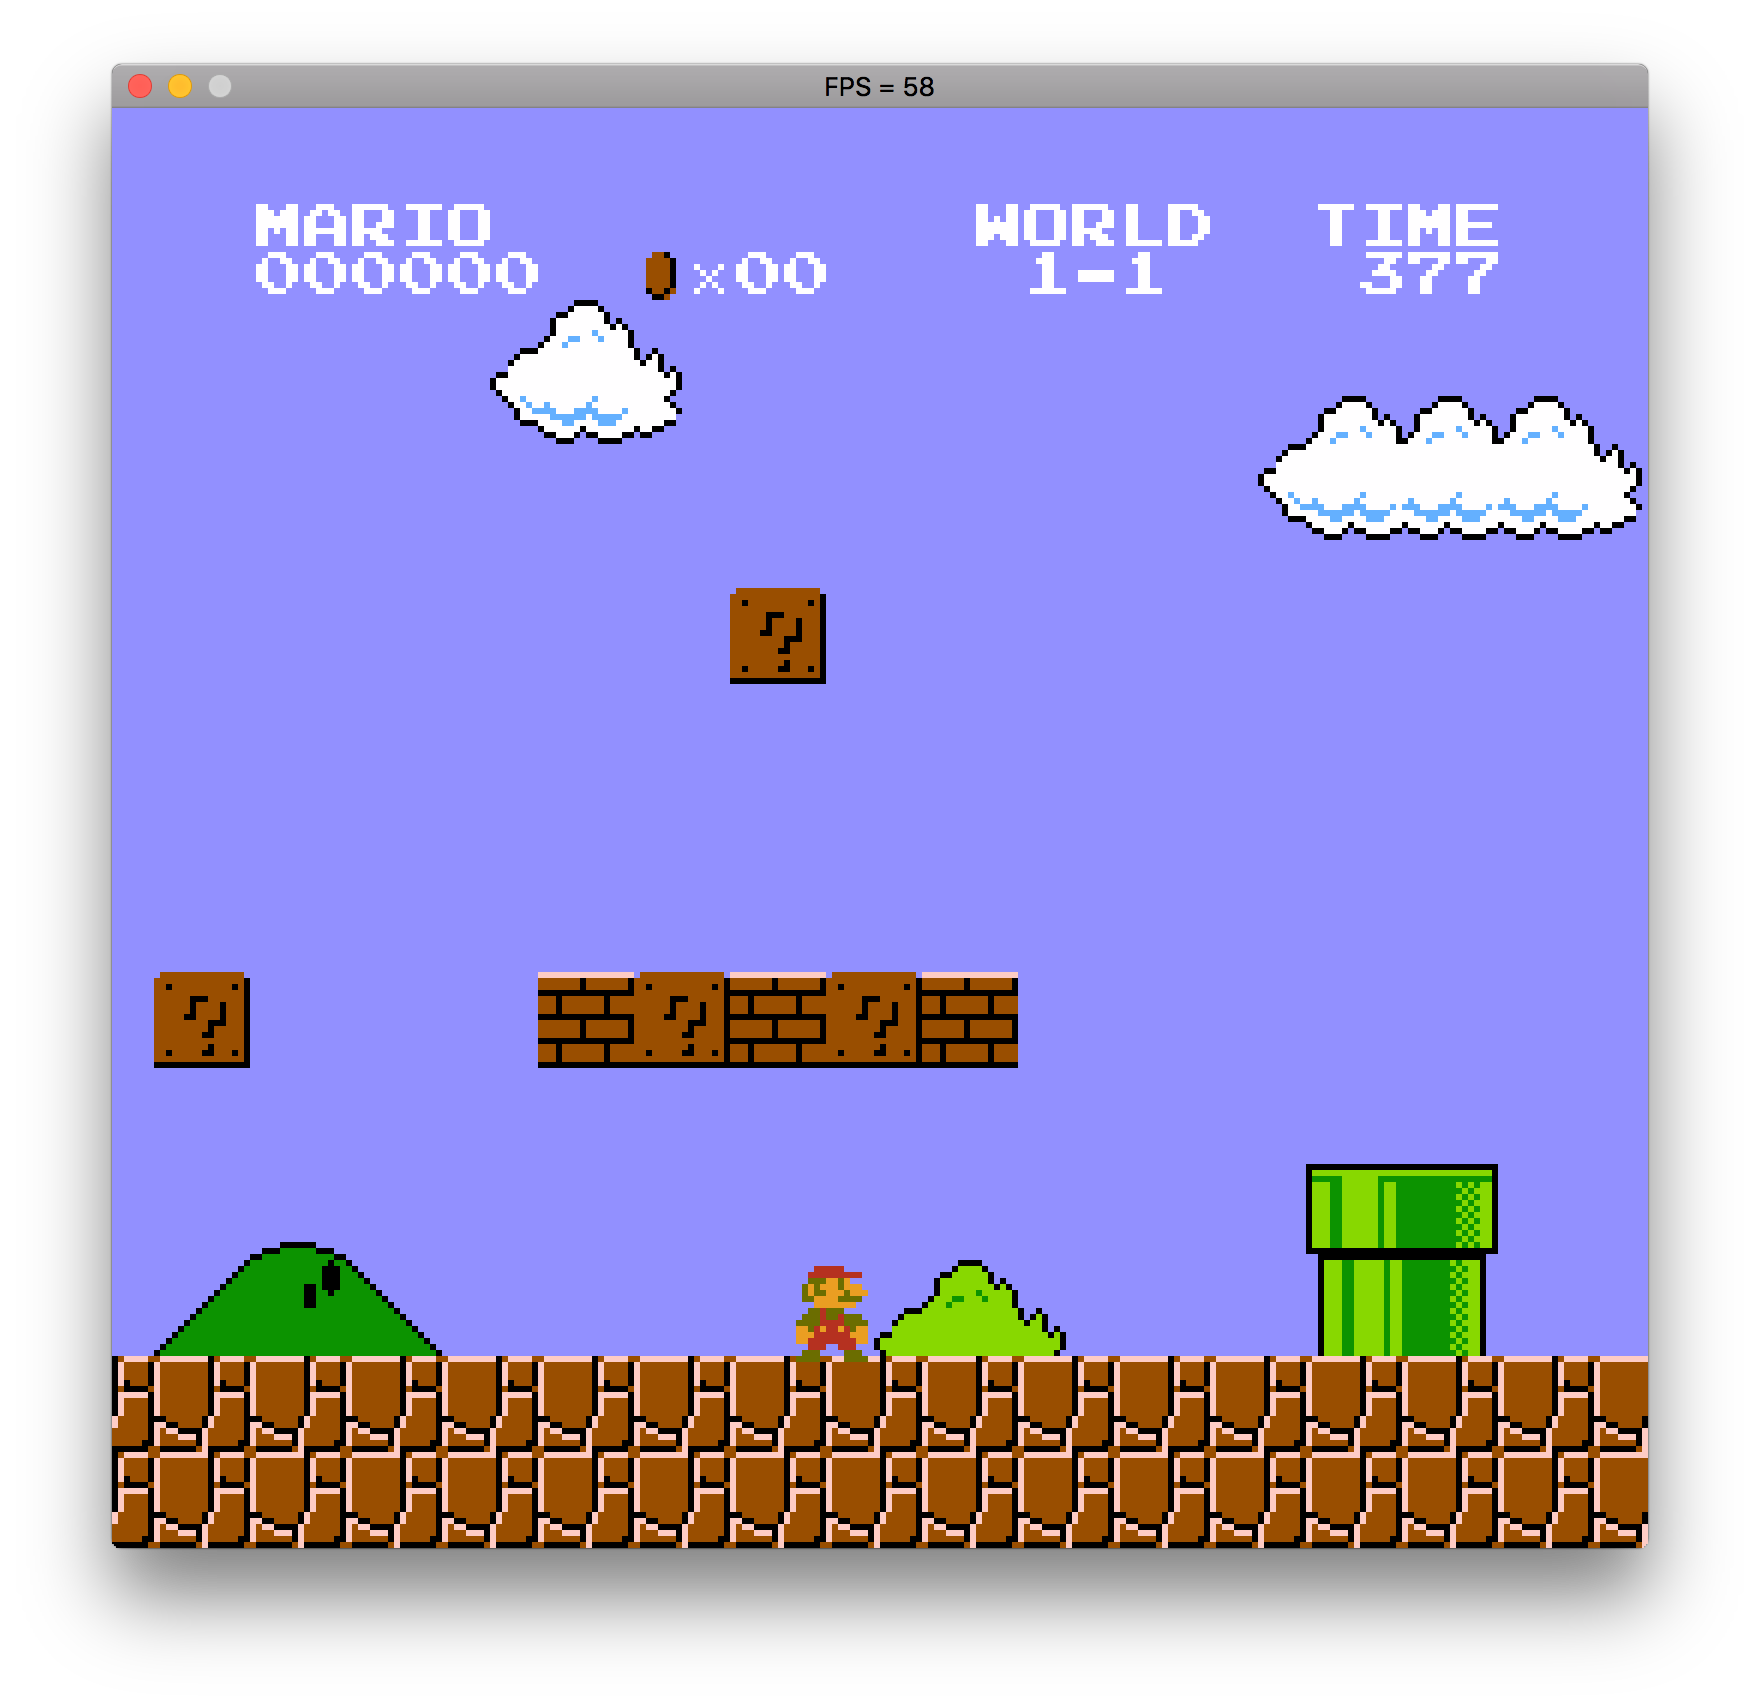 FPS = 58
MARIO WORLD TIME
000000 x00 1-1 377
?
? ? ?